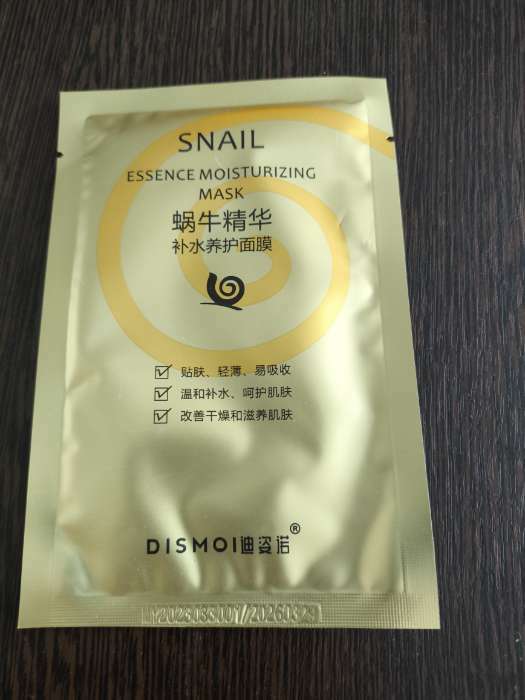 SNAIL
ESSENCE MOISTURIZING
MASK
蜗牛精华
补水养护面膜
贴肤、轻薄、易吸收
温和补水、呵护肌肤
改善干燥和滋养肌肤
DISMOI迪姿诺®
LY2023033001/20260329